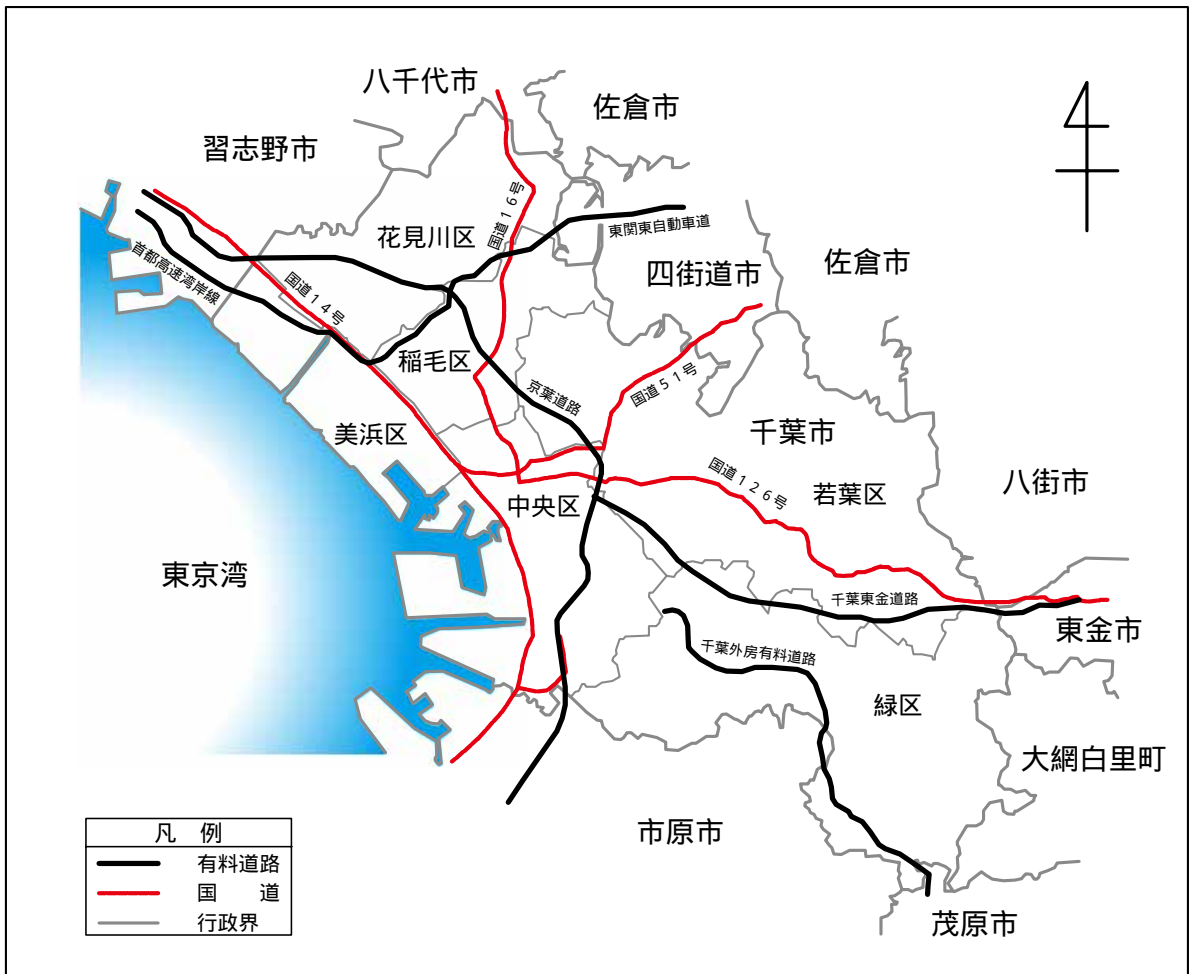 八千代市
佐倉市
習志野市
国道１６号
花見川区
東関東自動車道
佐倉市
四街道市
首都高速湾岸線
国道１４号
稲毛区
京葉道路
国道５１号
美浜区
千葉市
国道１２６号
若葉区
八街市
中央区
東京湾
千葉東金道路
東金市
千葉外房有料道路
緑区
大網白里町
市原市
茂原市
凡　例
有料道路
国　　道
行政界